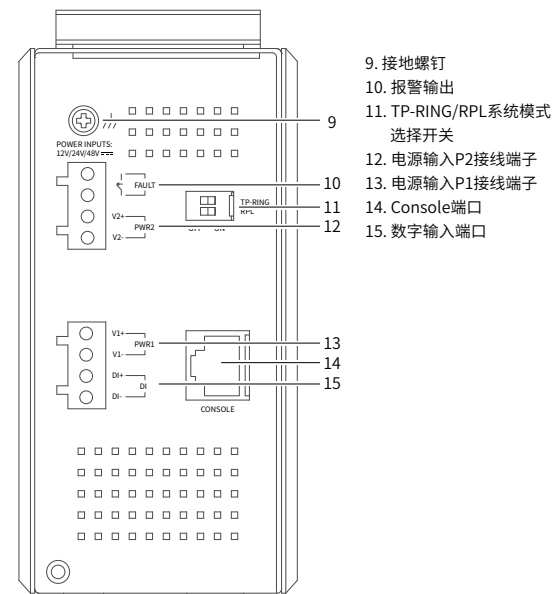 9. 接地螺钉
10. 报警输出
11. TP-RING/RPL系统模式
选择开关
12. 电源输入P2接线端子
13. 电源输入P1接线端子
14. Console端口
15. 数字输入端口
9
POWER INPUTS:
12V/24V/48V
FAULT
10
TP-RING
11
RPL
V2+
PWR2
12
V2-
OFF ON
V1+
PWR1
13
V1-
14
DI+
DI
15
DI-
CONSOLE